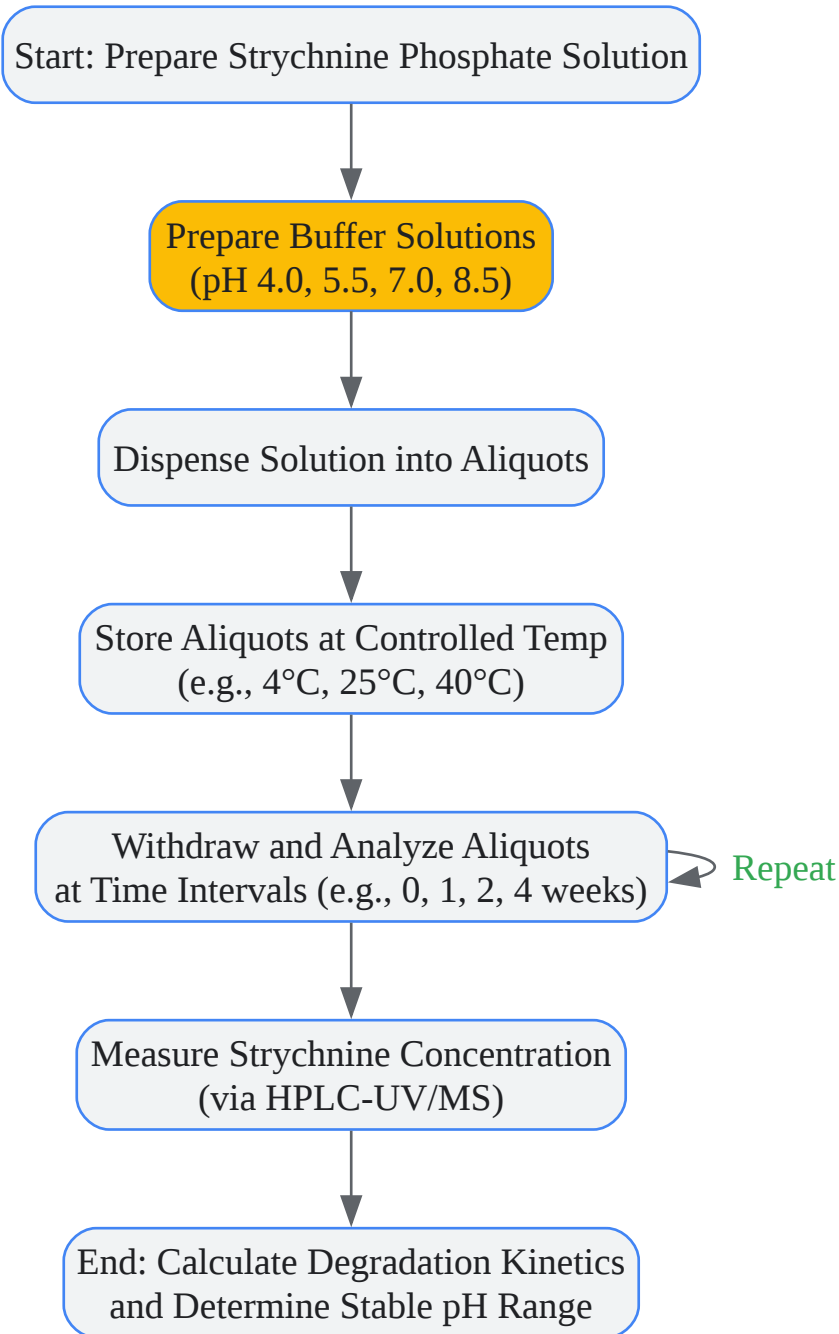 Start: Prepare Strychnine Phosphate Solution
Prepare Buffer Solutions
(pH 4.0, 5.5, 7.0, 8.5)
Dispense Solution into Aliquots
Store Aliquots at Controlled Temp
(e.g., 4°C, 25°C, 40°C)
Withdraw and Analyze Aliquots
at Time Intervals (e.g., 0, 1, 2, 4 weeks)
Repeat
Measure Strychnine Concentration
(via HPLC-UV/MS)
End: Calculate Degradation Kinetics
and Determine Stable pH Range